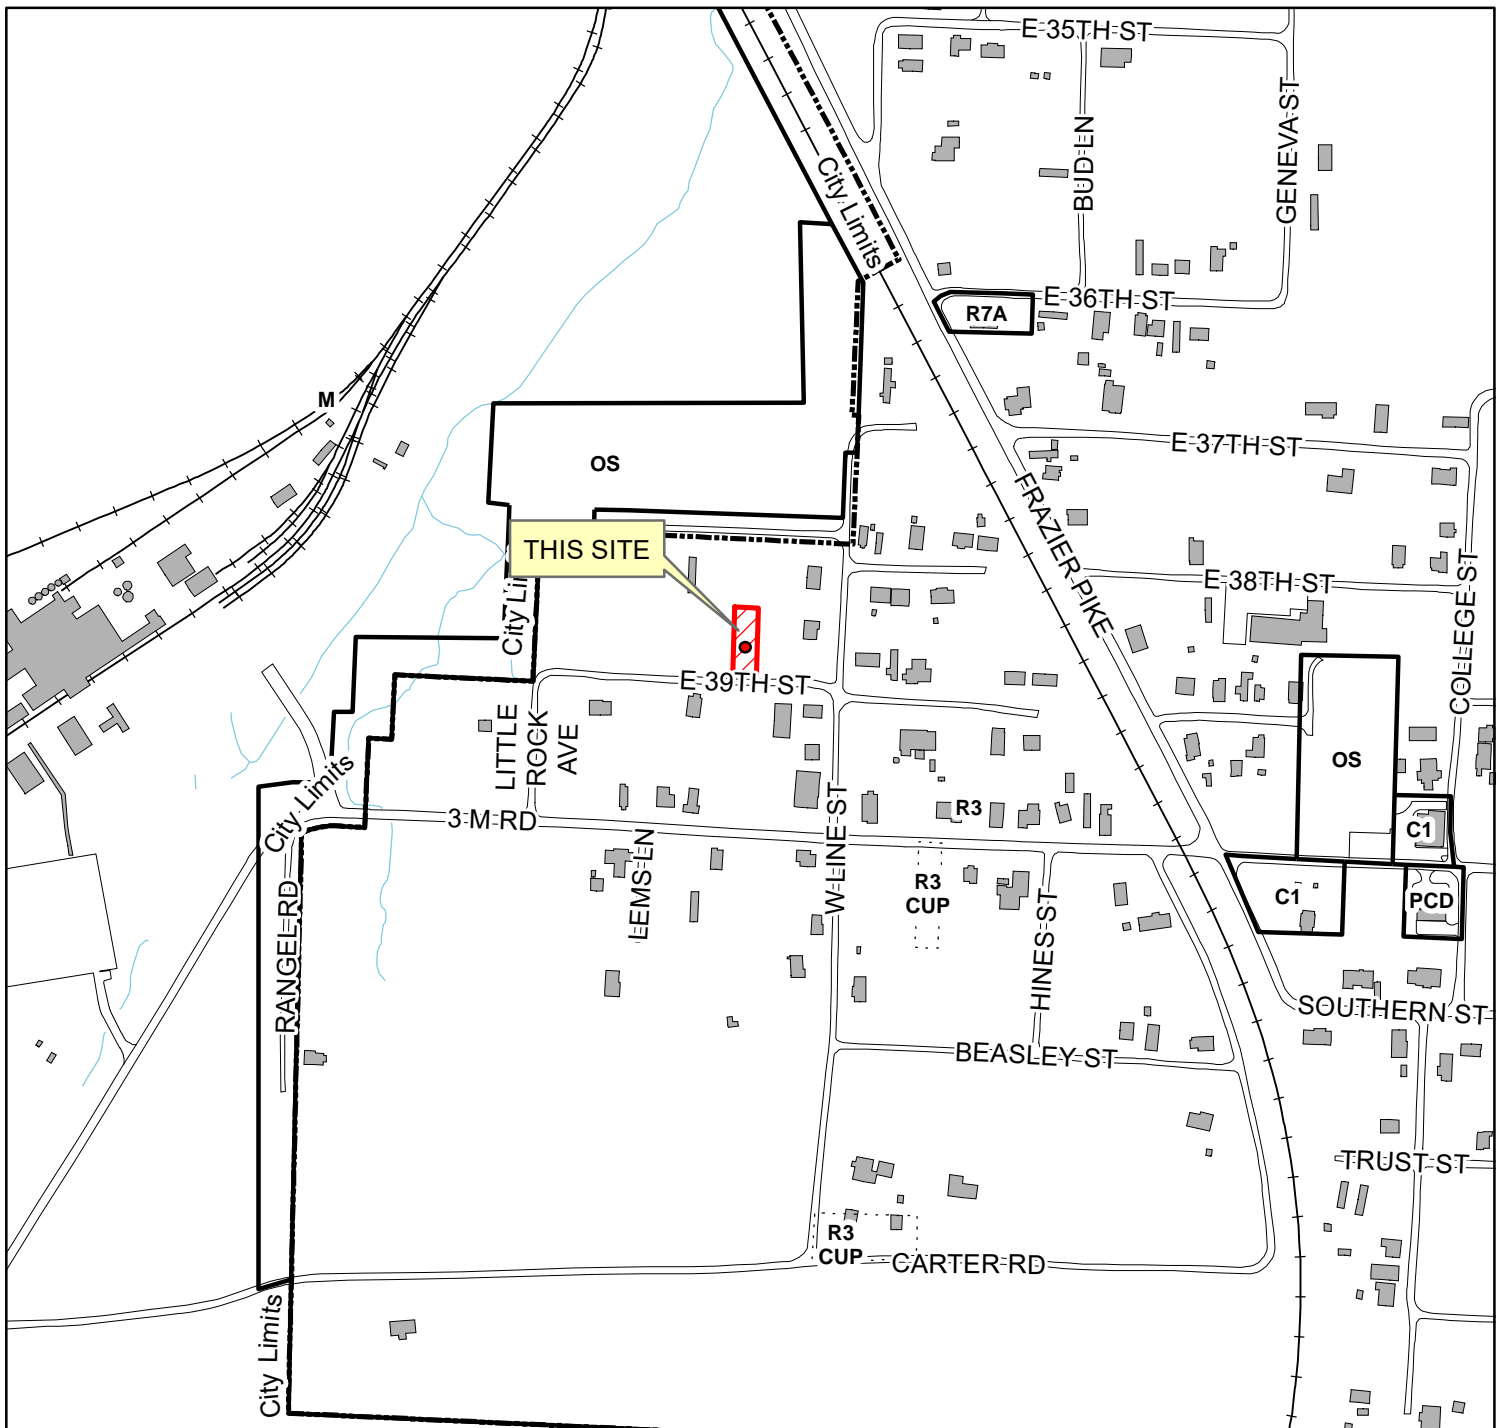 E 35TH ST
BUD LN
GENEVA ST
City Limits
E 36TH ST
R7A
M
E 37TH ST
OS
FRAZIER PIKE
THIS SITE
City Lim
E 38TH ST
COLLEGE ST
E 39TH ST
LITTLE
ROCK
AVE
OS
City Limits
3 M RD
R3
W LINE ST
C1
LEMS LN
R3
CUP
HINES ST
C1
PCD
RANGEL RD
SOUTHERN ST
BEASLEY ST
TRUST ST
R3
CUP
CARTER RD
City Limits